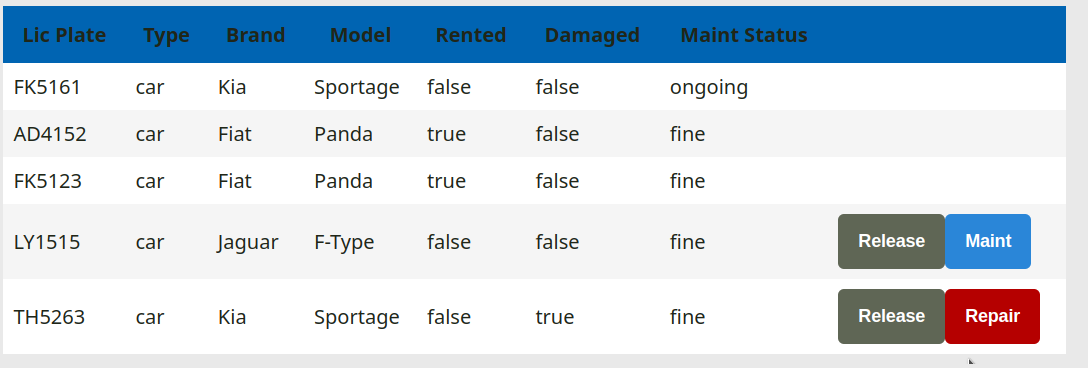 Lic Plate Type Brand Model Rented Damaged Maint Status
FK5161 car Kia Sportage false false ongoing
AD4152 car Fiat Panda true false fine
FK5123 car Fiat Panda true false fine
LY1515 car Jaguar F-Type false false fine Release Maint
TH5263 car Kia Sportage false true fine Release Repair